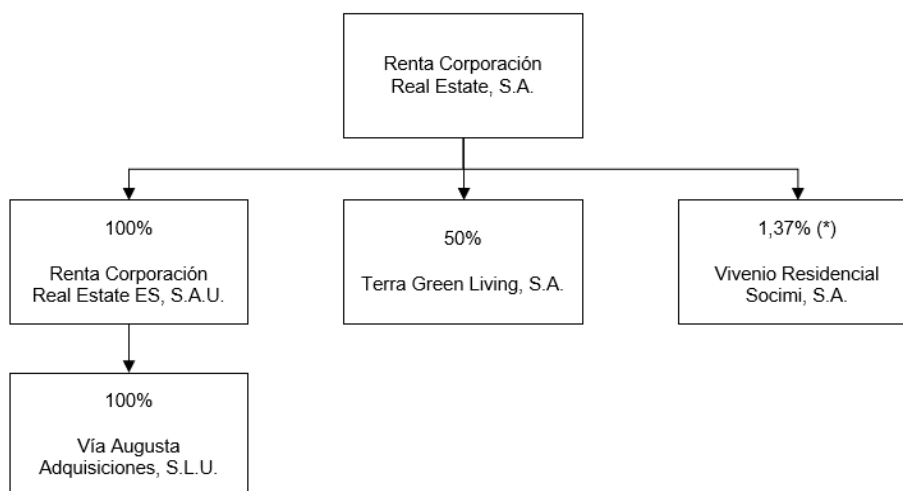 Renta Corporación
Real Estate, S.A.
100%
Renta Corporación
Real Estate ES, S.A.U.
50%
Terra Green Living, S.A.
1,37% (*)
Vivenio Residencial
Socimi, S.A.
100%
Vía Augusta
Adquisiciones, S.L.U.